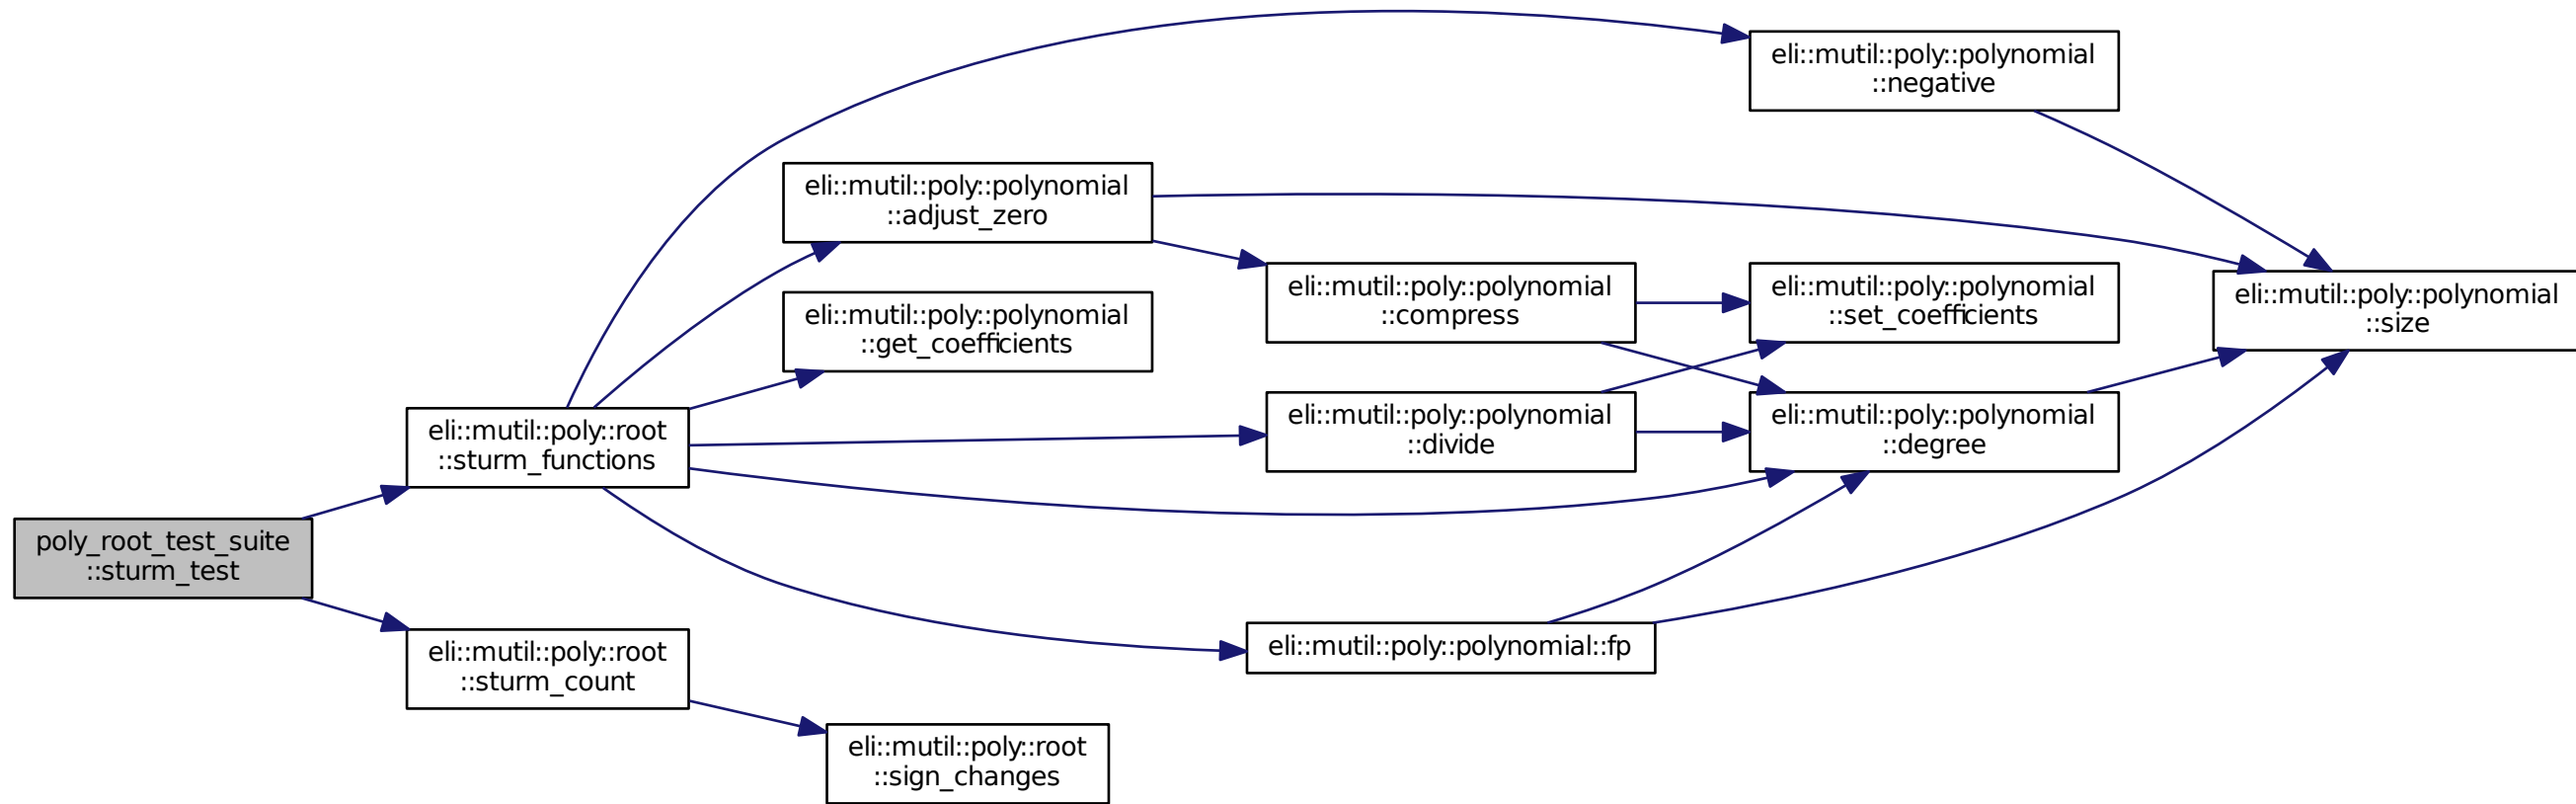 eli::mutil::poly::polynomial
::negative
eli::mutil::poly::polynomial
::adjust_zero
eli::mutil::poly::polynomial
::compress
eli::mutil::poly::polynomial
::set_coefficients
eli::mutil::poly::polynomial
::size
eli::mutil::poly::polynomial
::get_coefficients
eli::mutil::poly::root
::sturm_functions
eli::mutil::poly::polynomial
::divide
eli::mutil::poly::polynomial
::degree
poly_root_test_suite
::sturm_test
eli::mutil::poly::root
::sturm_count
eli::mutil::poly::polynomial::fp
eli::mutil::poly::root
::sign_changes